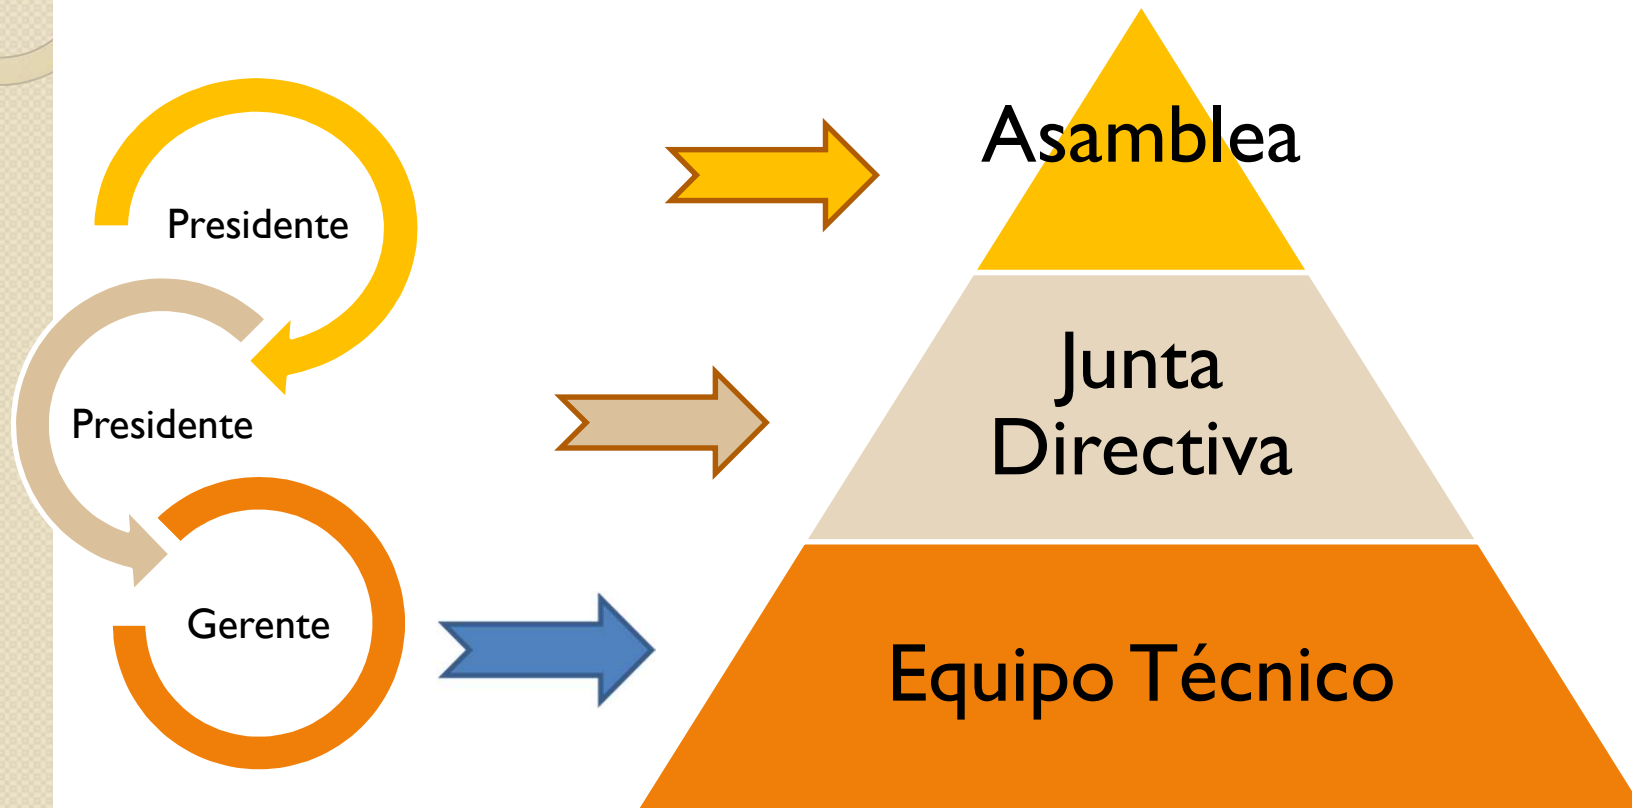 Presidente
Presidente
Gerente
Asamblea
Junta
Directiva
Equipo Técnico